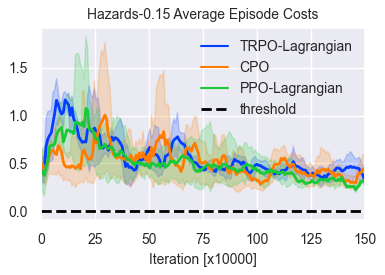 Hazards-0.15 Average Episode Costs
TRPO-Lagrangian
CPO
PPO-Lagrangian
threshold
1.5
1.0
0.5
0.0
0 25 50 75 100 125 150
Iteration [x10000]